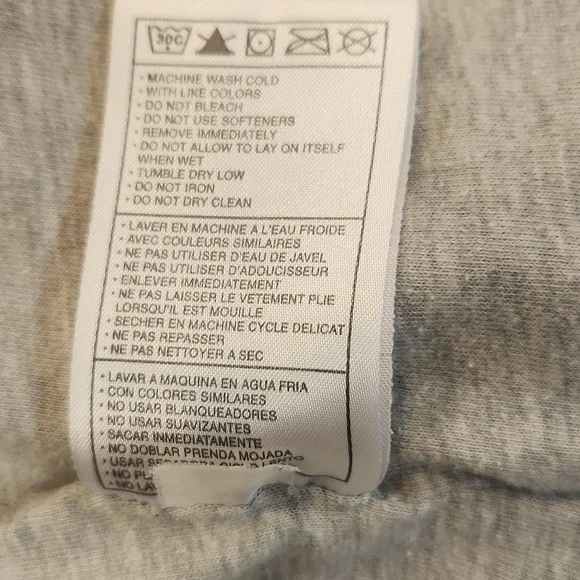 30C
• MACHINE WASH COLD
• WITH LIKE COLORS
• DO NOT BLEACH
• DO NOT USE SOFTENERS
• REMOVE IMMEDIATELY
• DO NOT ALLOW TO LAY ON ITSELF
WHEN WET
• TUMBLE DRY LOW
• DO NOT IRON
• DO NOT DRY CLEAN
• LAVER EN MACHINE A L'EAU FROIDE
• AVEC COULEURS SIMILAIRES
• NE PAS UTILISER D'EAU DE JAVEL
• NE PAS UTILISER D'ADOUCISSEUR
• ENLEVER IMMEDIATEMENT
• NE PAS LAISSER LE VETEMENT PLIE
LORSQU'IL EST MOUILLE
• SECHER EN MACHINE CYCLE DELICAT
• NE PAS REPASSER
• NE PAS NETTOYER A SEC
• LAVAR A MAQUINA EN AGUA FRIA
• CON COLORES SIMILARES
• NO USAR BLANQUEADORES
• NO USAR SUAVIZANTES
• SACAR INMEDIATAMENTE
• NO DOBLAR PRENDA MOJADA
• USAR
• NO
• NO